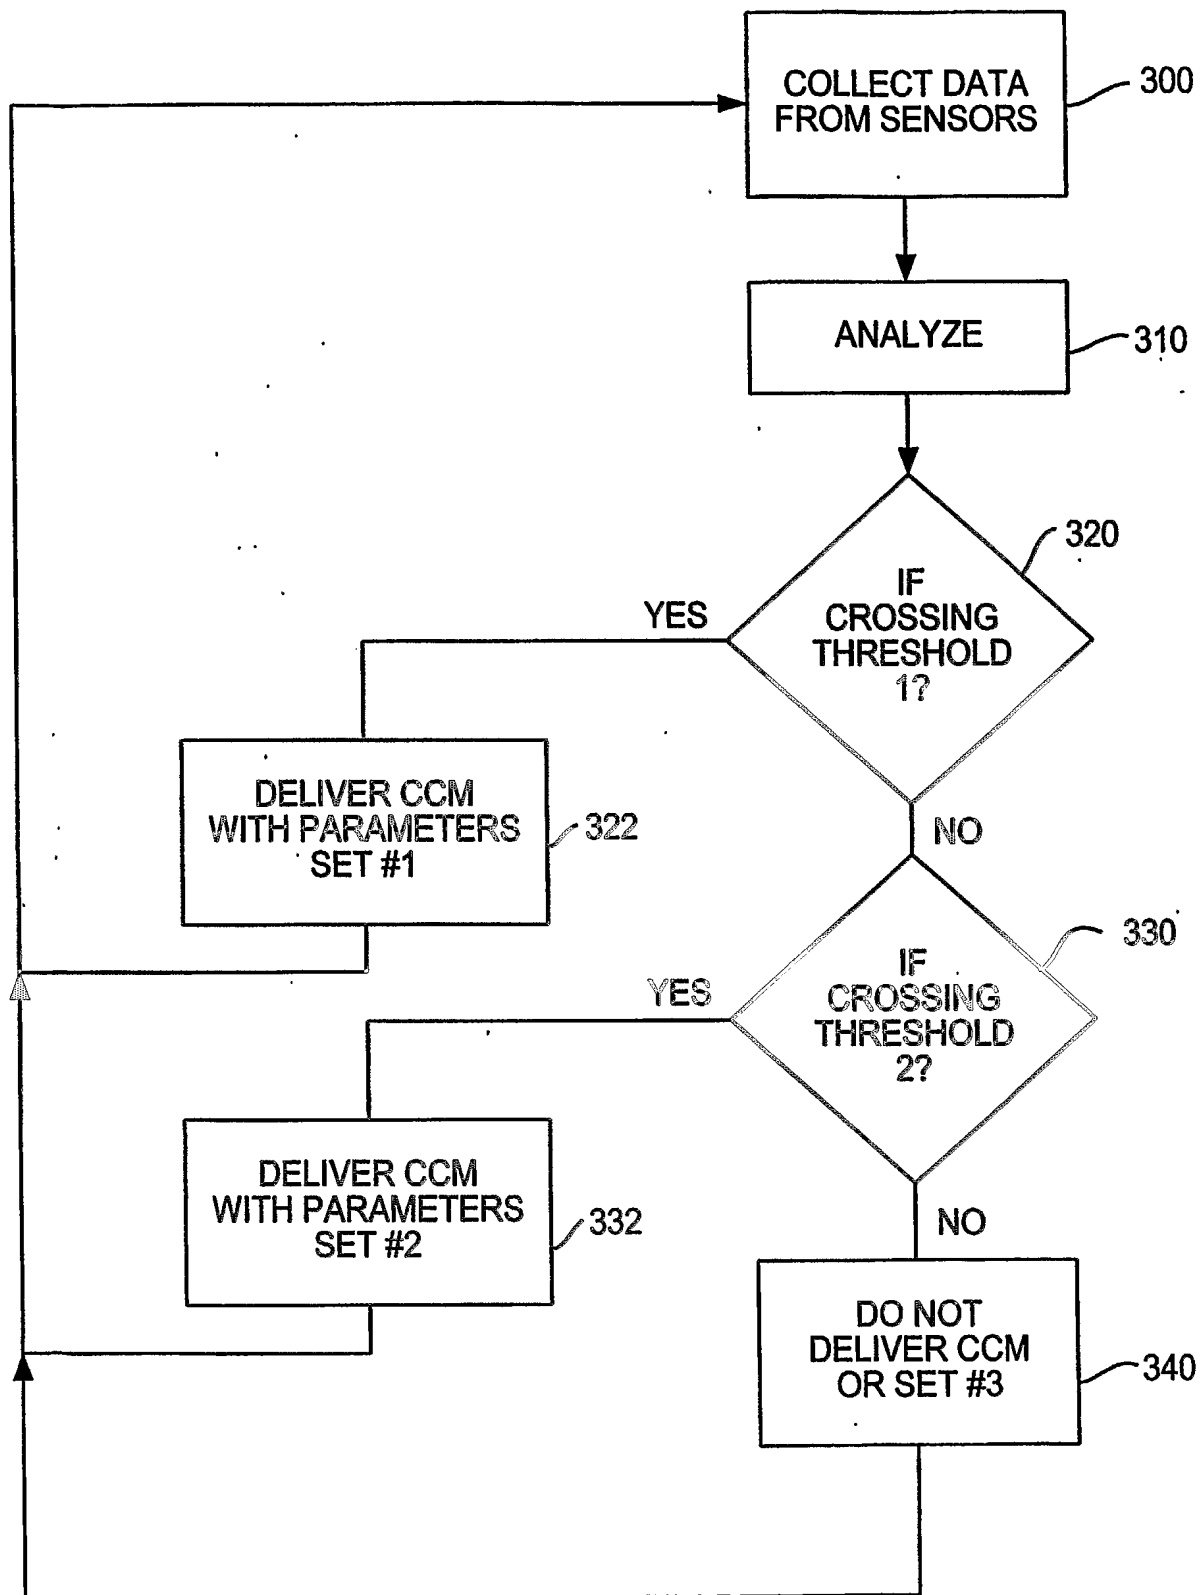 COLLECT DATA
FROM SENSORS
300
ANALYZE
310
320
IF
CROSSING
THRESHOLD
1?
YES
DELIVER CCM
WITH PARAMETERS
SET #1
322
NO
330
IF
CROSSING
THRESHOLD
2?
YES
DELIVER CCM
WITH PARAMETERS
SET #2
332
NO
DO NOT
DELIVER CCM
OR SET #3
340